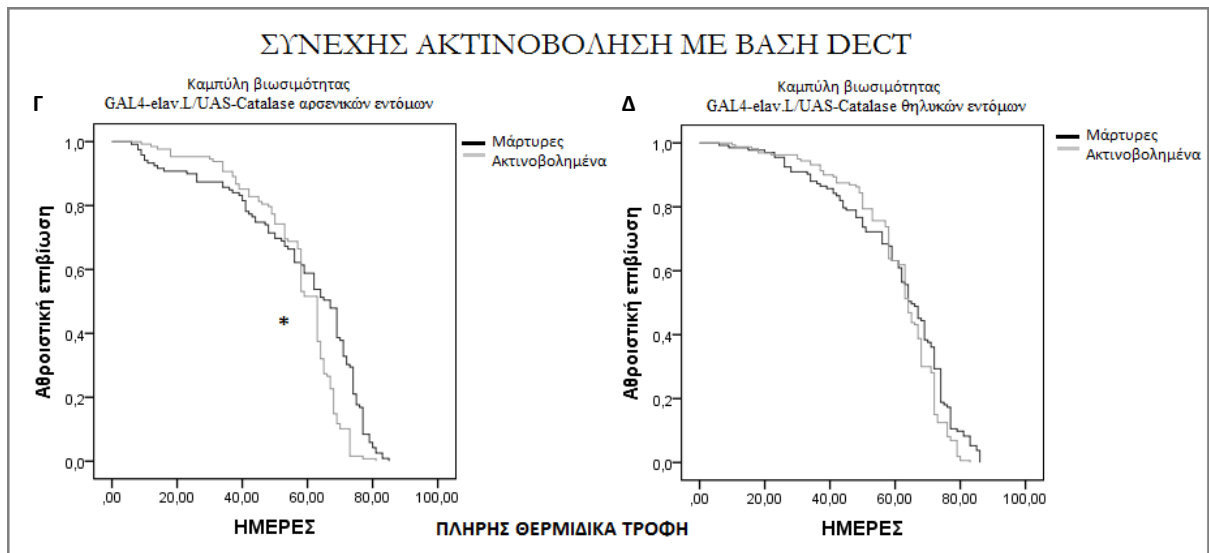 ΣΥΝΕΧΗΣ ΑΚΤΙΝΟΒΟΛΗΣΗ ΜΕ ΒΑΣΗ DECT
Γ
Καμπύλη βιωσιμότητας
GAL4-elav.L/UAS-Catalase αρσενικών εντόμων
Μάρτυρες
Ακτινοβολημένα
Αθροιστική επιβίωση
1,0
0,8
0,6
0,4
0,2
0,0
*
,00 20,00 40,00 60,00 80,00 100,00
ΗΜΕΡΕΣ
Δ
Καμπύλη βιωσιμότητας
GAL4-elav.L/UAS-Catalase θηλυκών εντόμων
Μάρτυρες
Ακτινοβολημένα
Αθροιστική επιβίωση
1,0
0,8
0,6
0,4
0,2
0,0
,00 20,00 40,00 60,00 80,00 100,00
ΗΜΕΡΕΣ
ΠΛΗΡΗΣ ΘΕΡΜΙΔΙΚΑ ΤΡΟΦΗ